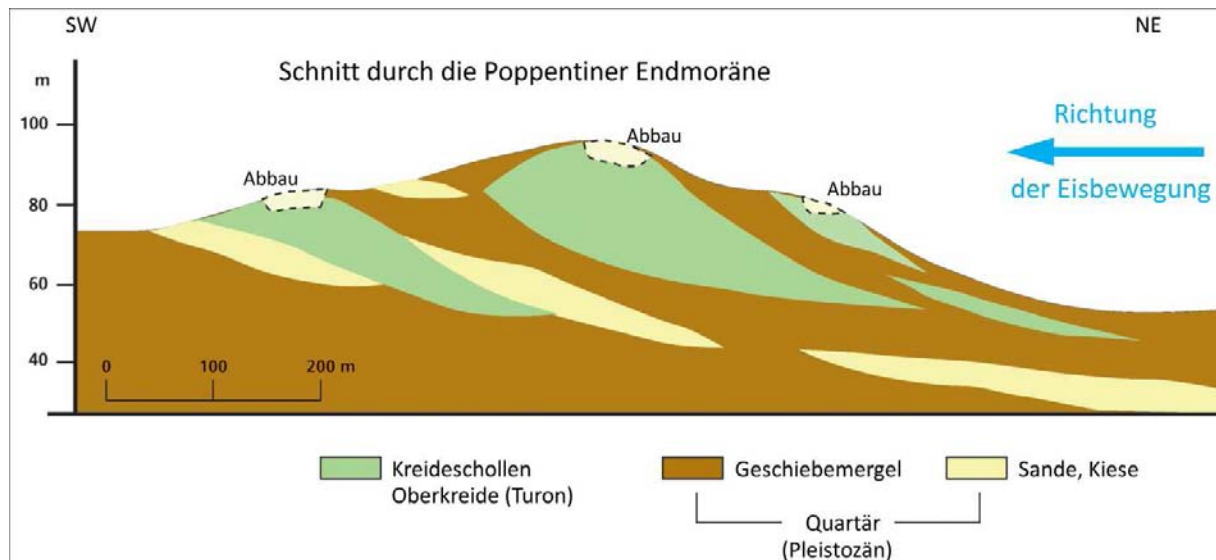 SW
NE
Schnitt durch die Poppentiner Endmoräne
m
100
80
60
40
Abbau
Abbau
Abbau
Richtung
der Eisbewegung
0 100 200 m
Kreideschollen
Oberkreide (Turon)
Geschiebemergel
Sande, Kiese
Quartär
(Pleistozän)